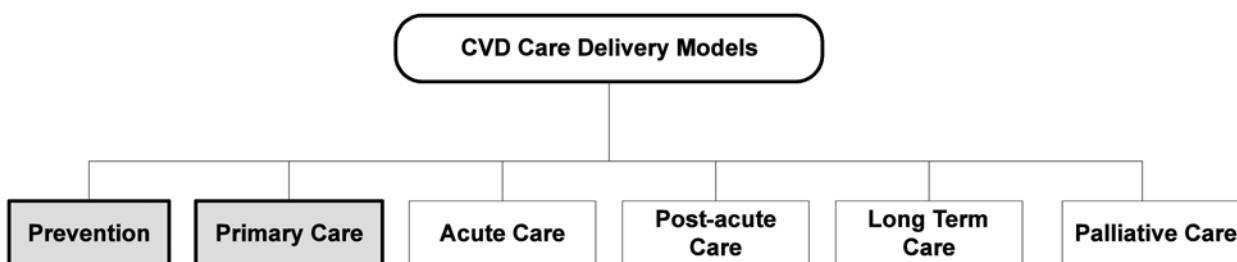 CVD Care Delivery Models
Prevention
Primary Care
Acute Care
Post-acute
Care
Long Term
Care
Palliative Care